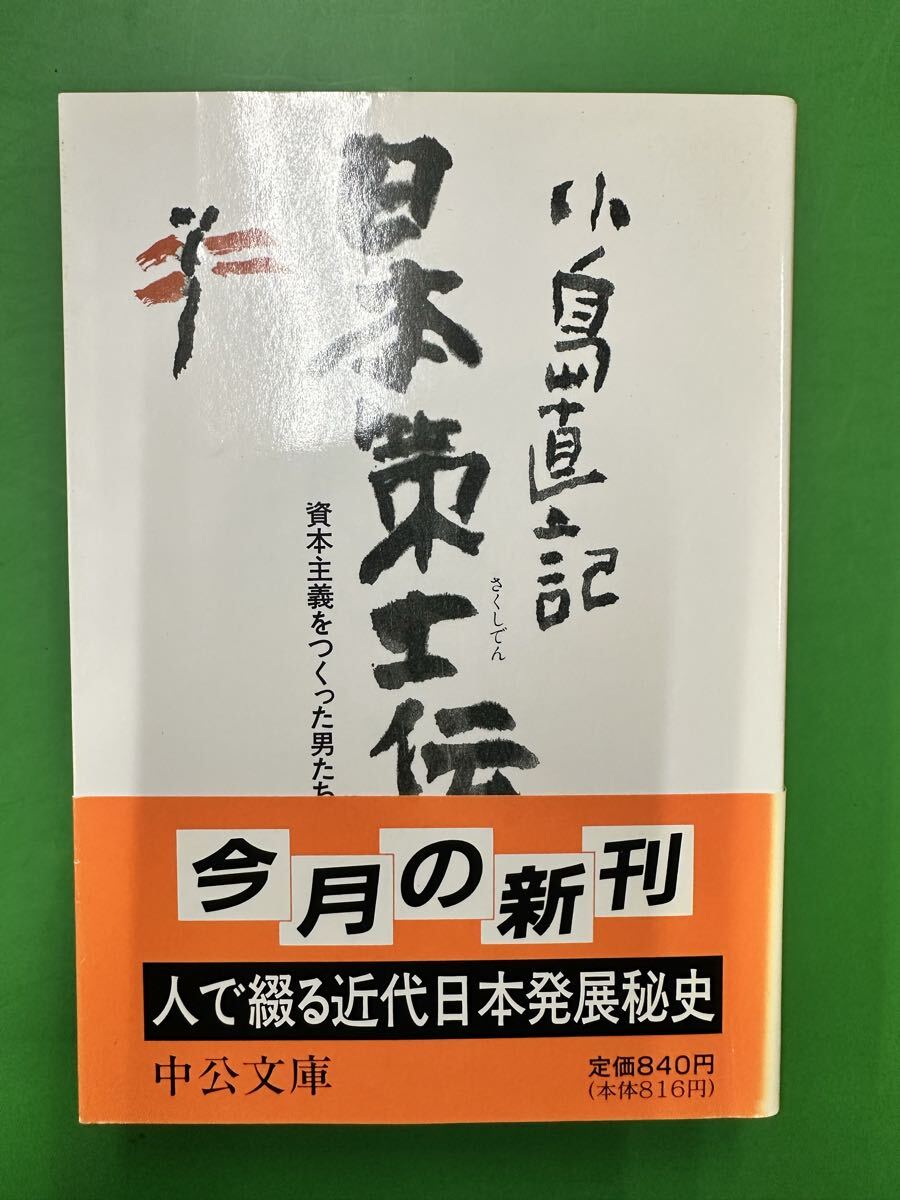 小島直記
日本策士伝
さくしでん
資本主義をつくった男たち
今月の新刊
人で綴る近代日本発展秘史
中公文庫
定価840円
(本体816円)